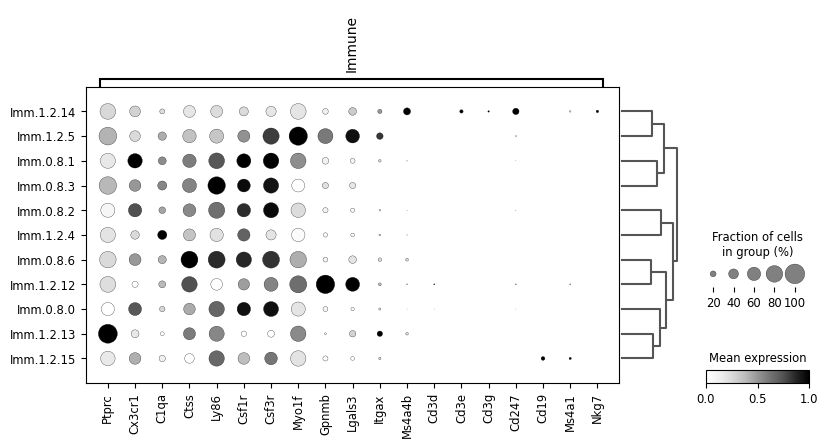 Immune
Imm.1.2.14
Imm.1.2.5
Imm.0.8.1
Imm.0.8.3
Imm.0.8.2
Imm.1.2.4
Imm.0.8.6
Imm.1.2.12
Imm.0.8.0
Imm.1.2.13
Imm.1.2.15
Ptprc
Cx3cr1
C1qa
Ctss
Ly86
Csf1r
Csf3r
Myo1f
Gpnmb
Lgals3
Itgax
Ms4a4b
Cd3d
Cd3e
Cd3g
Cd247
Cd19
Ms4a1
Nkg7
Fraction of cells
in group (%)
20 40 60 80 100
Mean expression
0.0 0.5 1.0